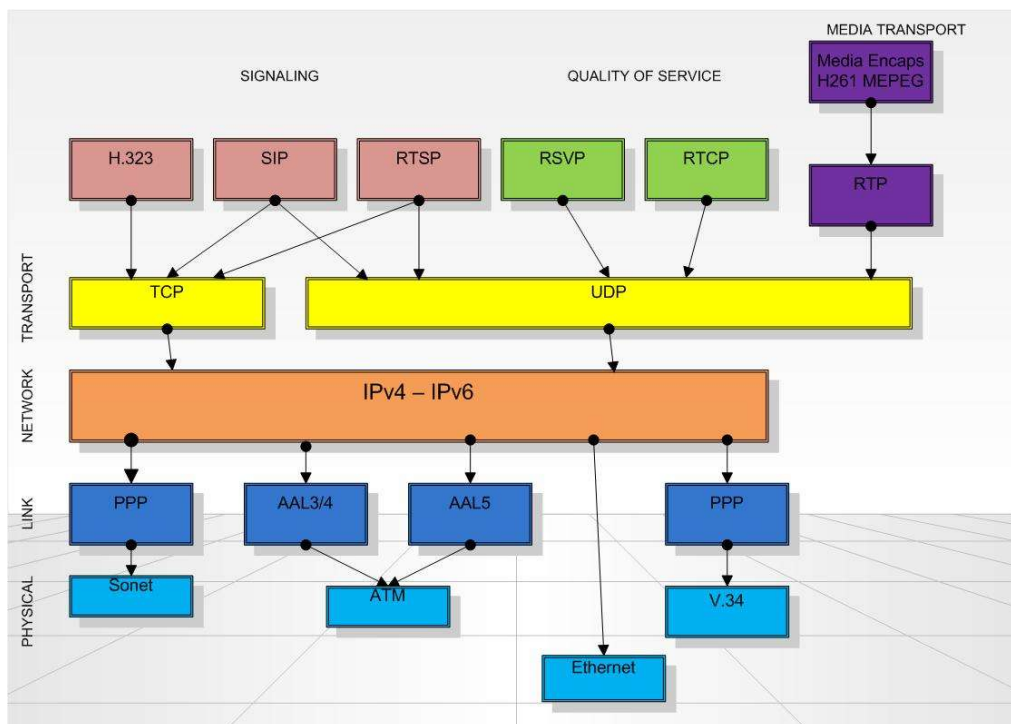 MEDIA TRANSPORT
SIGNALING
QUALITY OF SERVICE
Media Encaps
H261 MEPEG
H.323
SIP
RTSP
RSVP
RTCP
RTP
TRANSPORT
TCP
UDP
NETWORK
IPv4 – IPv6
LINK
PPP
AAL3/4
AAL5
PPP
PHYSICAL
Sonet
ATM
V.34
Ethernet